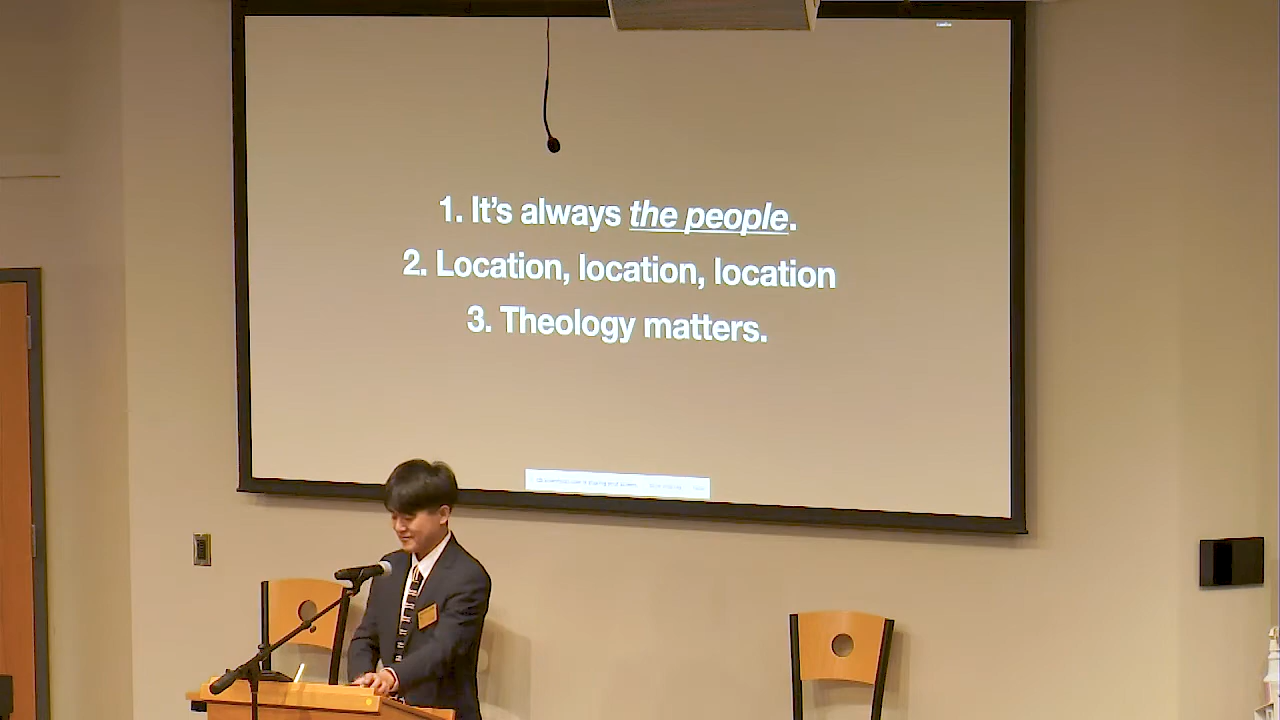 1. It's always the people.
2. Location, location, location
3. Theology matters.